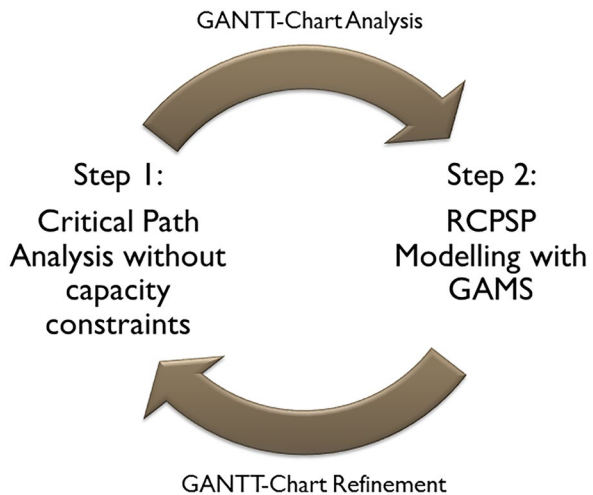 GANTT-Chart Analysis
Step 1:
Critical Path
Analysis without
capacity
constraints
Step 2:
RCPSP
Modelling with
GAMS
GANTT-Chart Refinement